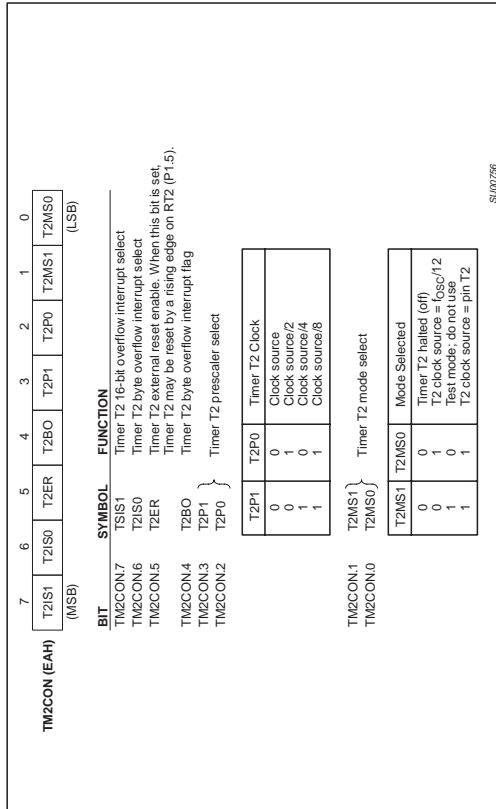 7 6 5 4 3 2 1 0
TM2CON (EAH) T2IS1 T2IS0 T2ER T2BO T2P1 T2P0 T2MS1 T2MS0
(MSB) (LSB)
BIT SYMBOL FUNCTION
TM2CON.7 TSIS1 Timer T2 16-bit overflow interrupt select
TM2CON.6 T2IS0 Timer T2 byte overflow interrupt select
TM2CON.5 T2ER Timer T2 external reset enable. When this bit is set,
Timer T2 may be reset by a rising edge on RT2 (P1.5).
TM2CON.4 T2BO Timer T2 byte overflow interrupt flag
TM2CON.3 T2P1
TM2CON.2 T2P0
Timer T2 prescaler select
T2P1 T2P0 Timer T2 Clock
0 0 Clock source
0 1 Clock source/2
1 0 Clock source/4
1 1 Clock source/8
TM2CON.1 T2MS1
TM2CON.0 T2MS0
Timer T2 mode select
T2MS1 T2MS0 Mode Selected
0 0 Timer T2 halted (off)
0 1 T2 clock source = fOSC/12
1 0 Test mode; do not use
1 1 T2 clock source = pin T2
SU00756